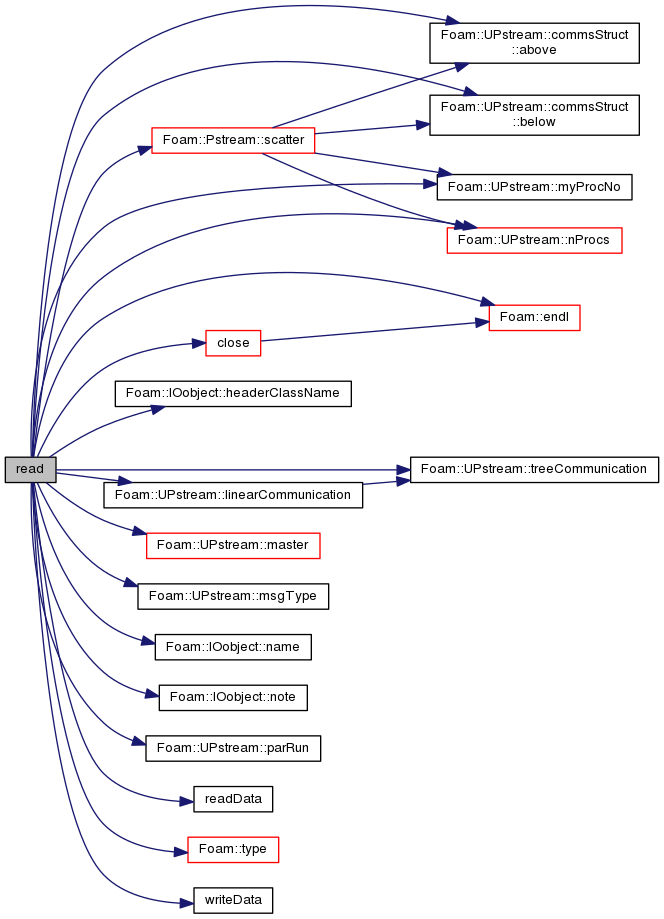 Foam::UPstream::commsStruct
::above
Foam::UPstream::commsStruct
::below
Foam::Pstream::scatter
Foam::UPstream::myProcNo
Foam::UPstream::nProcs
Foam::endl
close
Foam::IOobject::headerClassName
read
Foam::UPstream::treeCommunication
Foam::UPstream::linearCommunication
Foam::UPstream::master
Foam::UPstream::msgType
Foam::IOobject::name
Foam::IOobject::note
Foam::UPstream::parRun
readData
Foam::type
writeData